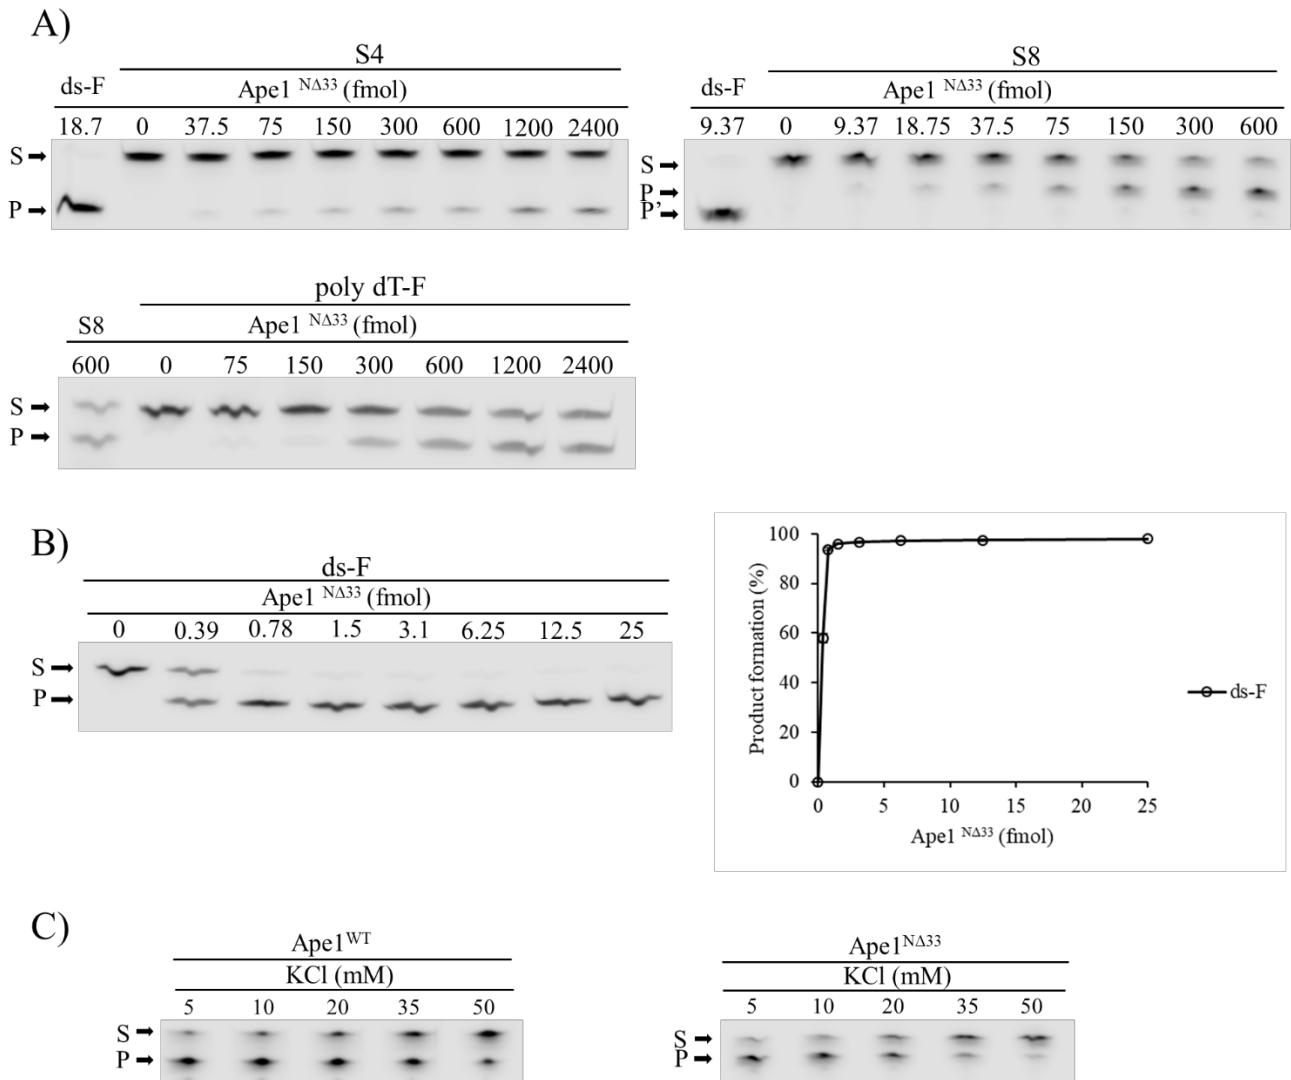 A)
S4
ds-F
Ape1 NΔ33 (fmol)
18.7 0 37.5 75 150 300 600 1200 2400
S
P
S8
ds-F
Ape1 NΔ33 (fmol)
9.37 0 9.37 18.75 37.5 75 150 300 600
S
P
P'
poly dT-F
S8
Ape1 NΔ33 (fmol)
600 0 75 150 300 600 1200 2400
S
P
B)
ds-F
Ape1 NΔ33 (fmol)
0 0.39 0.78 1.5 3.1 6.25 12.5 25
S
P
Product formation (%)
100
80
60
40
20
0
0 5 10 15 20 25
Ape1 NΔ33 (fmol)
ds-F
C)
Ape1WT
KCl (mM)
5 10 20 35 50
S
P
Ape1NΔ33
KCl (mM)
5 10 20 35 50
S
P